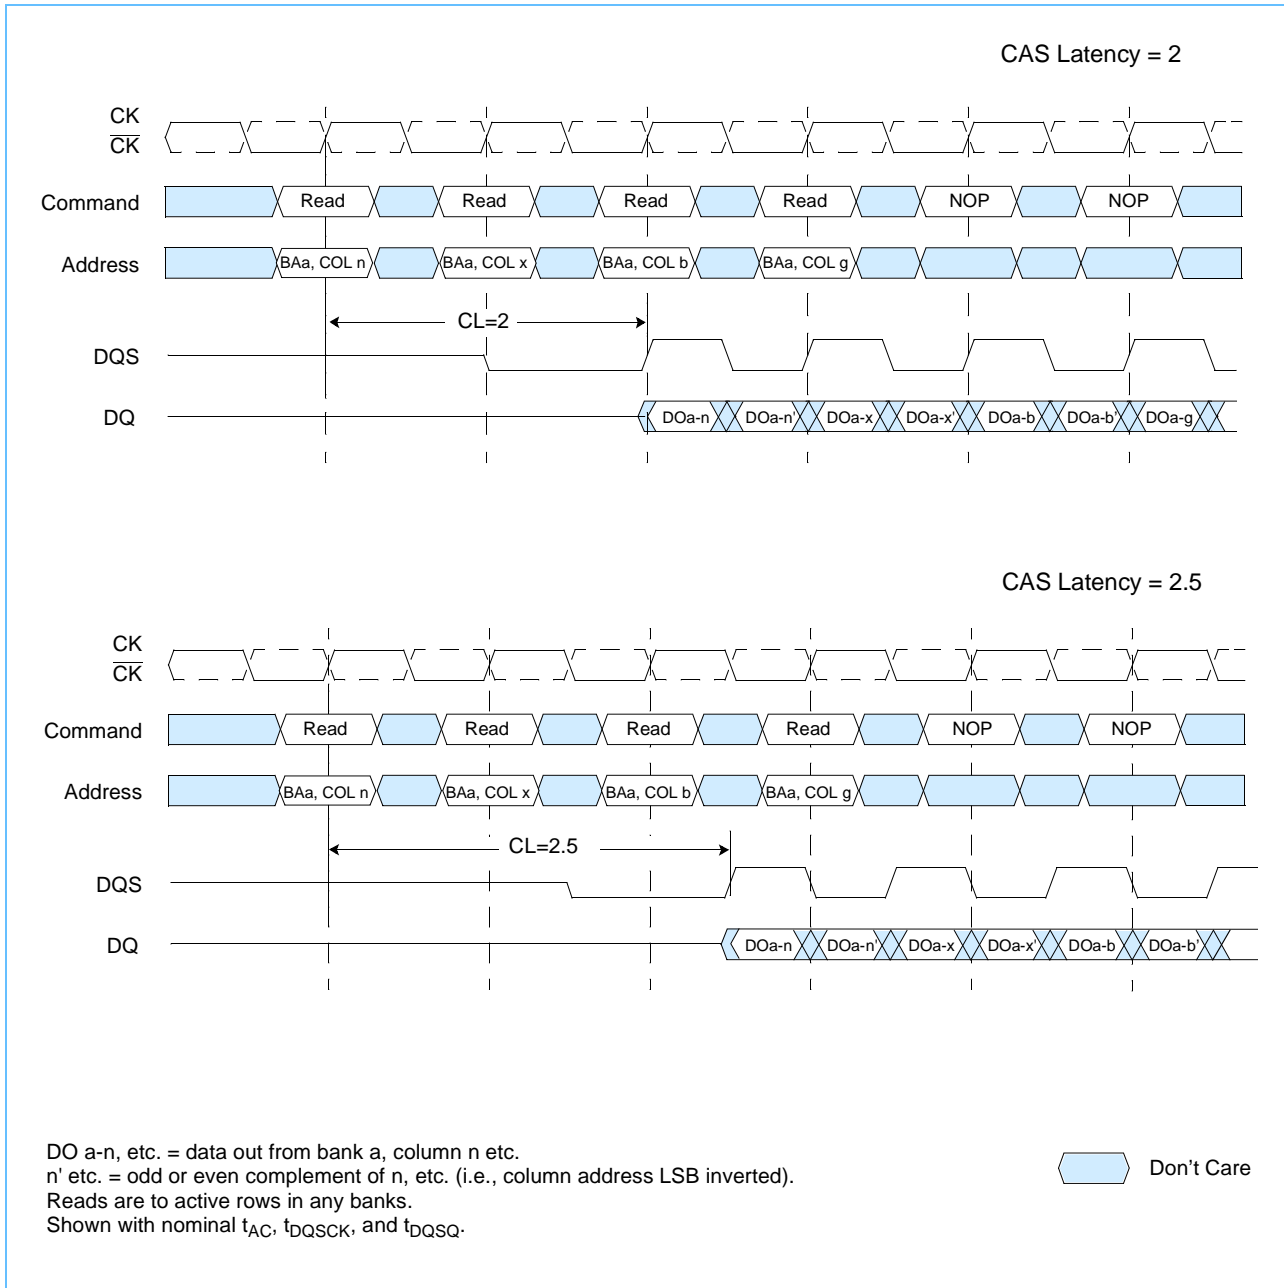 CAS Latency = 2
CK
CK
Command Read Read Read Read NOP NOP
Address BAa, COL n BAa, COL x BAa, COL b BAa, COL g
CL=2
DQS
DQ DOa-n DOa-n' DOa-x DOa-x' DOa-b DOa-b' DOa-g
CAS Latency = 2.5
CK
CK
Command Read Read Read Read NOP NOP
Address BAa, COL n BAa, COL x BAa, COL b BAa, COL g
CL=2.5
DQS
DQ DOa-n DOa-n' DOa-x DOa-x' DOa-b DOa-b'
DO a-n, etc. = data out from bank a, column n etc.
n' etc. = odd or even complement of n, etc. (i.e., column address LSB inverted).
Reads are to active rows in any banks.
Shown with nominal tAC, tDQSCK, and tDQSQ.
Don't Care